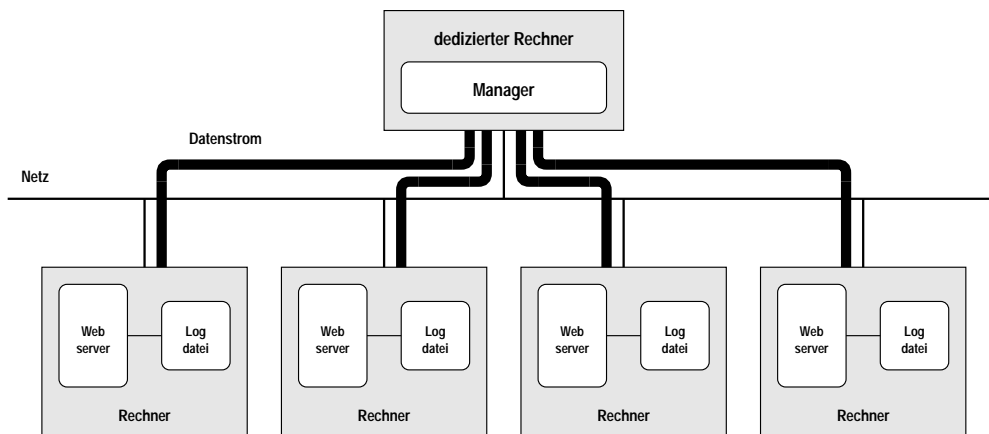 dedizierter Rechner
Manager
Datenstrom
Netz
Web
server
Log
datei
Rechner
Web
server
Log
datei
Rechner
Web
server
Log
datei
Rechner
Web
server
Log
datei
Rechner